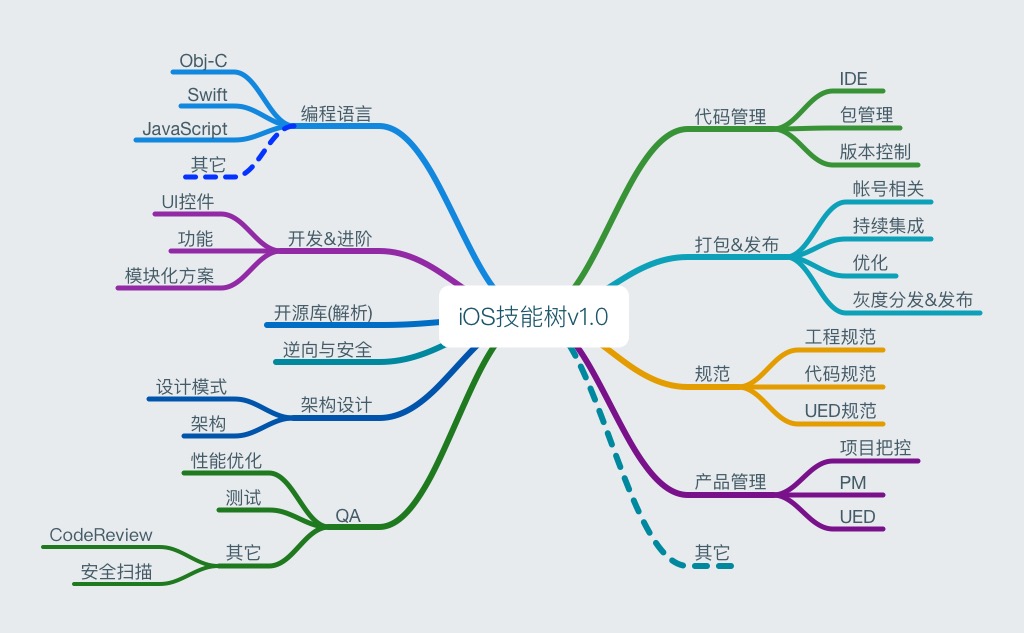 iOS技能树v1.0
编程语言
Obj-C
Swift
JavaScript
其它
开发&进阶
UI控件
功能
模块化方案
开源库(解析)
逆向与安全
架构设计
设计模式
架构
QA
性能优化
测试
其它
CodeReview
安全扫描
代码管理
IDE
包管理
版本控制
打包&发布
帐号相关
持续集成
优化
灰度分发&发布
规范
工程规范
代码规范
UED规范
产品管理
项目把控
PM
UED
其它